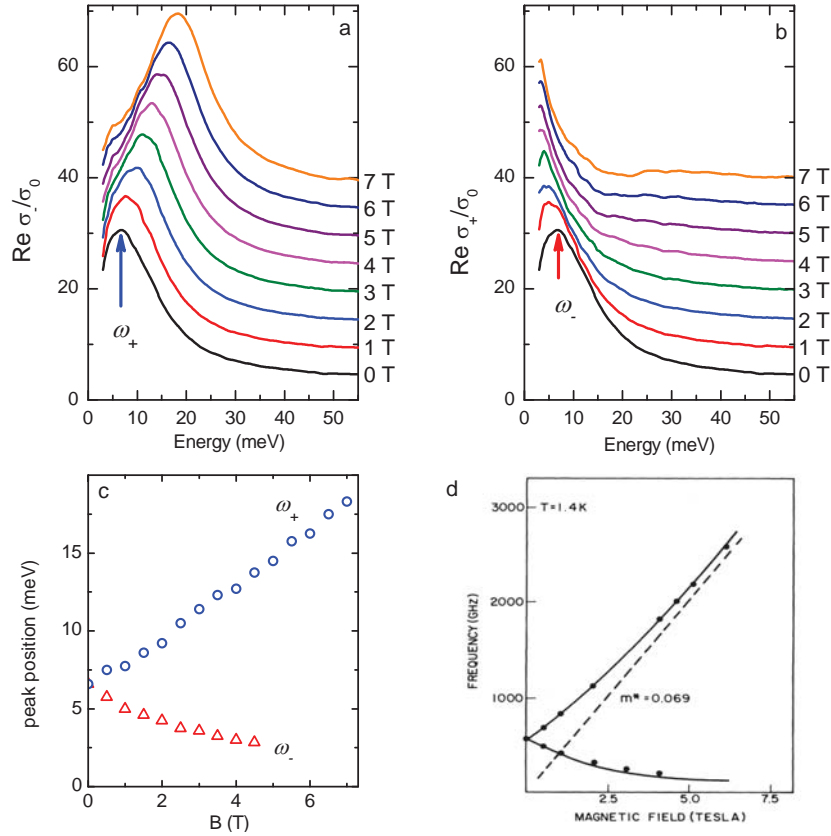 a
Re σ₋/σ₀
60
40
20
0
7 T
6 T
5 T
4 T
3 T
2 T
1 T
0 T
ω₊
0 10 20 30 40 50
Energy (meV)
b
Re σ₊/σ₀
60
40
20
0
7 T
6 T
5 T
4 T
3 T
2 T
1 T
0 T
ω₋
0 10 20 30 40 50
Energy (meV)
c
peak position (meV)
15
10
5
0
ω₊
ω₋
0 2 4 6
B (T)
d
FREQUENCY (GHZ)
3000
2000
1000
T=1.4K
m*=0.069
2.5 5.0 7.5
MAGNETIC FIELD (TESLA)